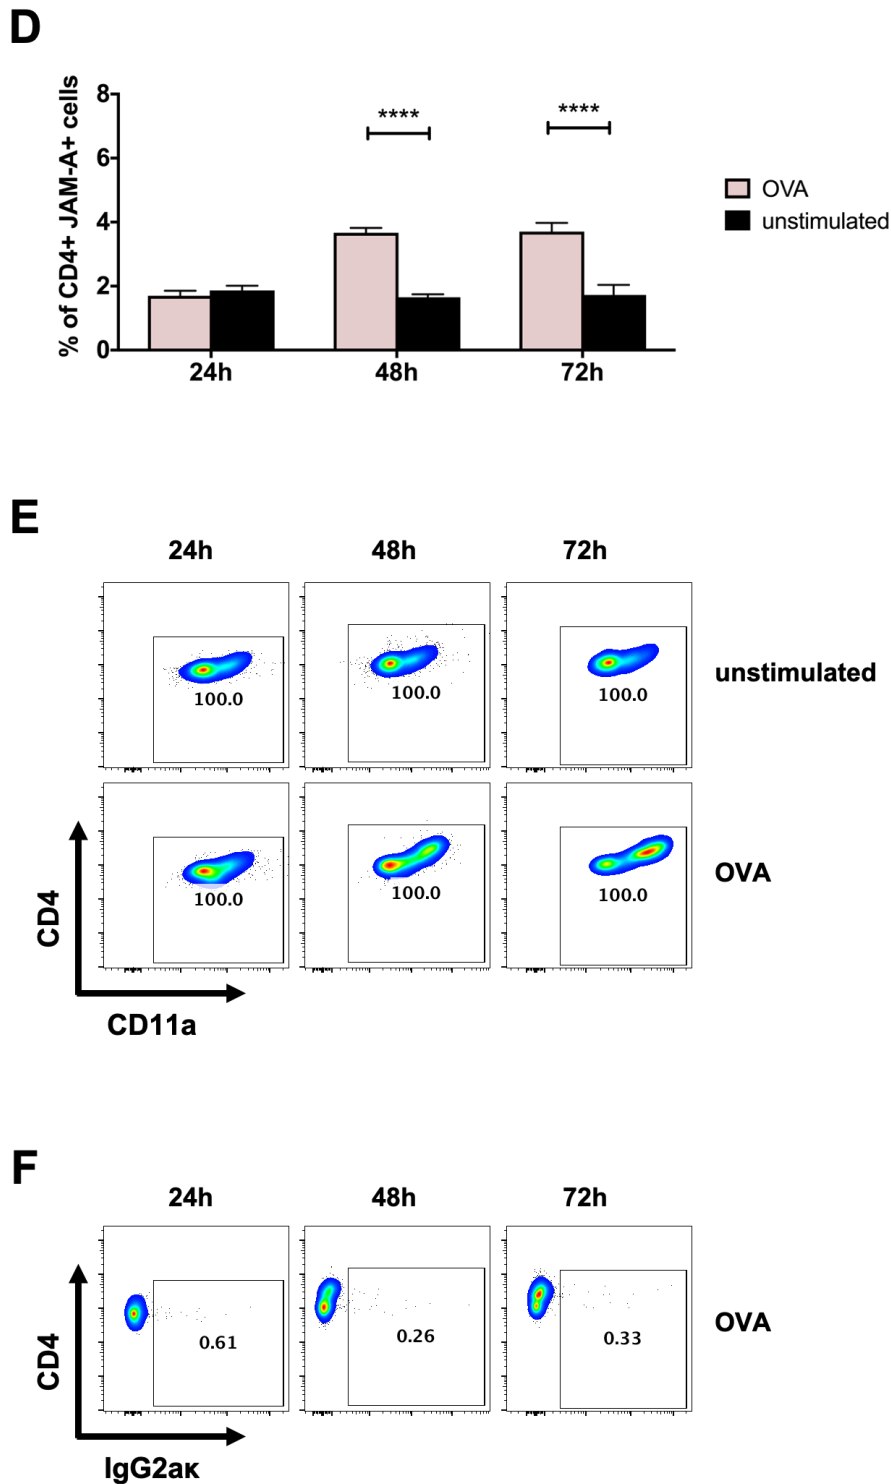 D
% of CD4+ JAM-A+ cells
8
6
4
2
0
**** ****
24h 48h 72h
OVA
unstimulated
E
24h 48h 72h
100.0 100.0 100.0
unstimulated
100.0 100.0 100.0
OVA
CD4
CD11a
F
24h 48h 72h
0.61 0.26 0.33
OVA
CD4
IgG2aκ